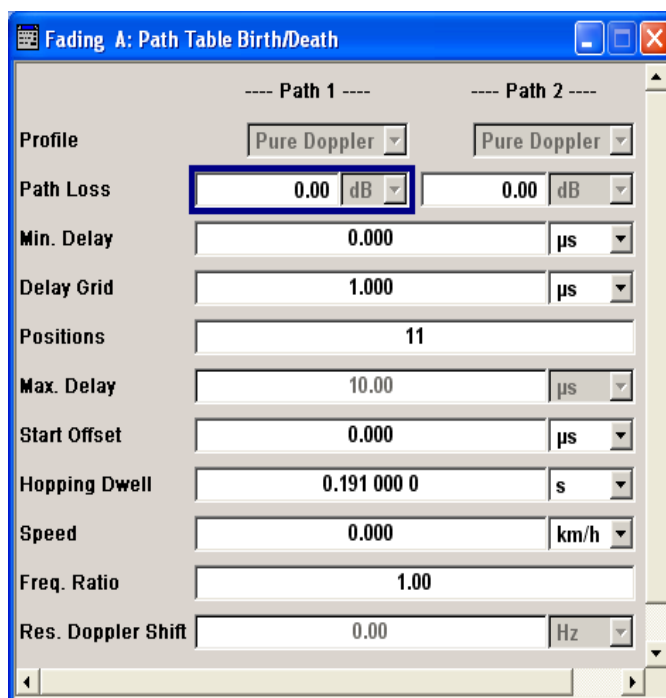 Fading A: Path Table Birth/Death
---- Path 1 ---- ---- Path 2 ----
Profile Pure Doppler Pure Doppler
Path Loss 0.00 dB 0.00 dB
Min. Delay 0.000 µs
Delay Grid 1.000 µs
Positions 11
Max. Delay 10.00 µs
Start Offset 0.000 µs
Hopping Dwell 0.191 000 0 s
Speed 0.000 km/h
Freq. Ratio 1.00
Res. Doppler Shift 0.00 Hz